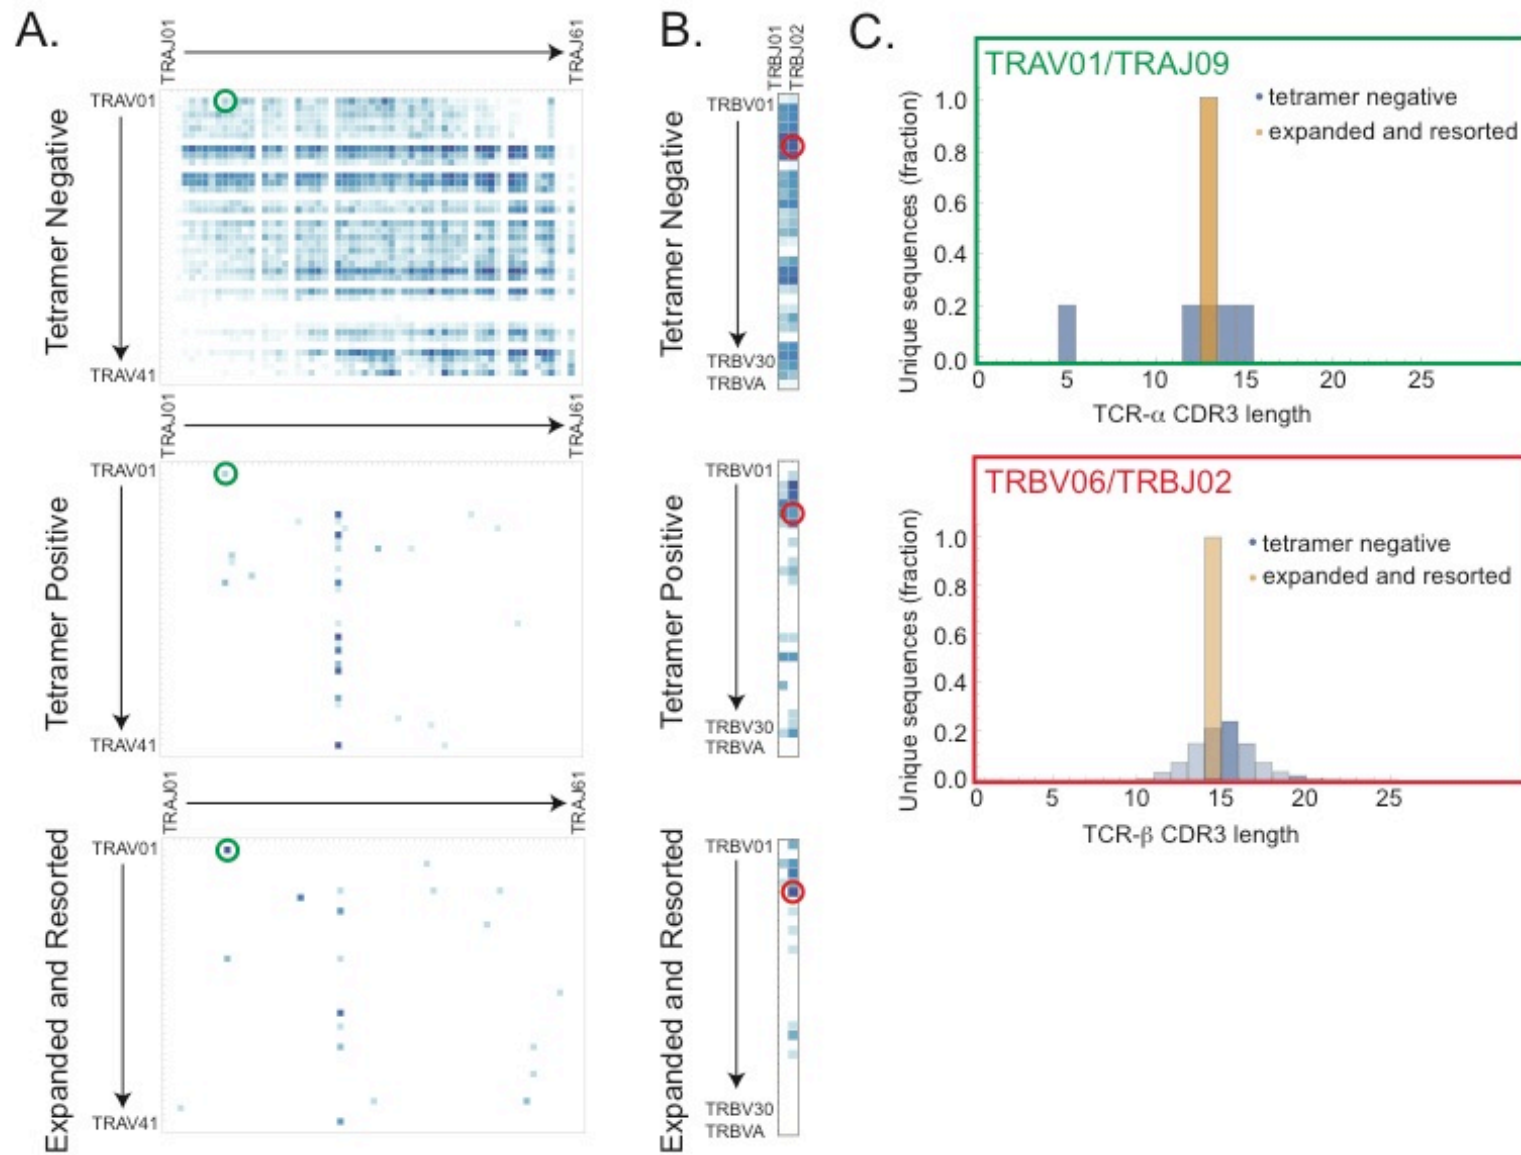 A.
TRAJ01
TRAJ61
TRAV01
TRAV41
Tetramer Negative
TRAJ01
TRAJ61
TRAV01
TRAV41
Tetramer Positive
TRAJ01
TRAJ61
TRAV01
TRAV41
Expanded and Resorted
B.
TRBJ01
TRBJ02
TRBV01
TRBV30
TRBVA
Tetramer Negative
TRBV01
TRBV30
TRBVA
Tetramer Positive
TRBV01
TRBV30
TRBVA
Expanded and Resorted
C.
TRAV01/TRAJ09
tetramer negative
expanded and resorted
Unique sequences (fraction)
1.0
0.8
0.6
0.4
0.2
0.0
0 5 10 15 20 25
TCR-α CDR3 length
TRBV06/TRBJ02
tetramer negative
expanded and resorted
Unique sequences (fraction)
1.0
0.8
0.6
0.4
0.2
0.0
0 5 10 15 20 25
TCR-β CDR3 length